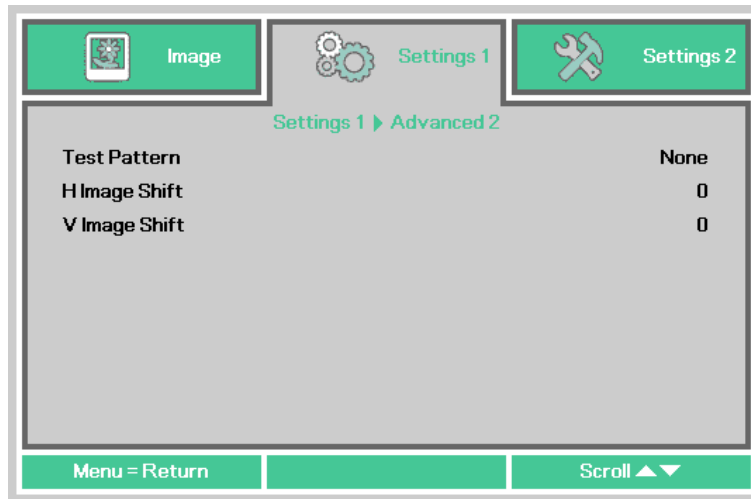 Image Settings 1 Settings 2
Settings 1 ▶ Advanced 2
Test Pattern None
H Image Shift 0
V Image Shift 0
Menu = Return Scroll ▲▼